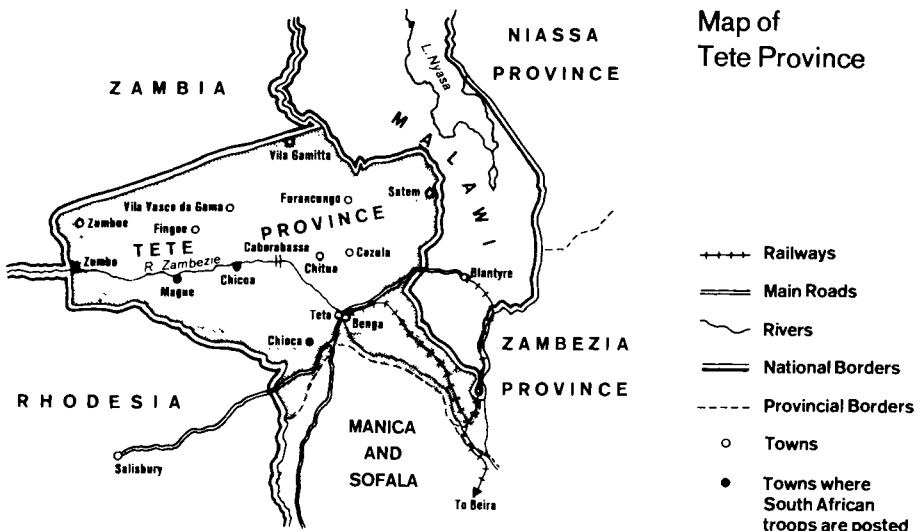 Map of
Tete Province
NIASSA
PROVINCE
ZAMBIA
L. Nyasa
MALAWI
Vila Gamitta
Satem
Furancungo
Vila Vasco da Gama
Zumboe
Fingoe
PROVINCE
TETE
Caborabassa
Cazula
Chitua
Zumbo
R. Zambezie
Chicoa
Mague
Blantyre
Teta
Benga
Chioca
ZAMBEZIA
PROVINCE
RHODESIA
MANICA
AND
SOFALA
Salisbury
To Beira
Railways
Main Roads
Rivers
National Borders
Provincial Borders
Towns
Towns where
South African
troops are posted